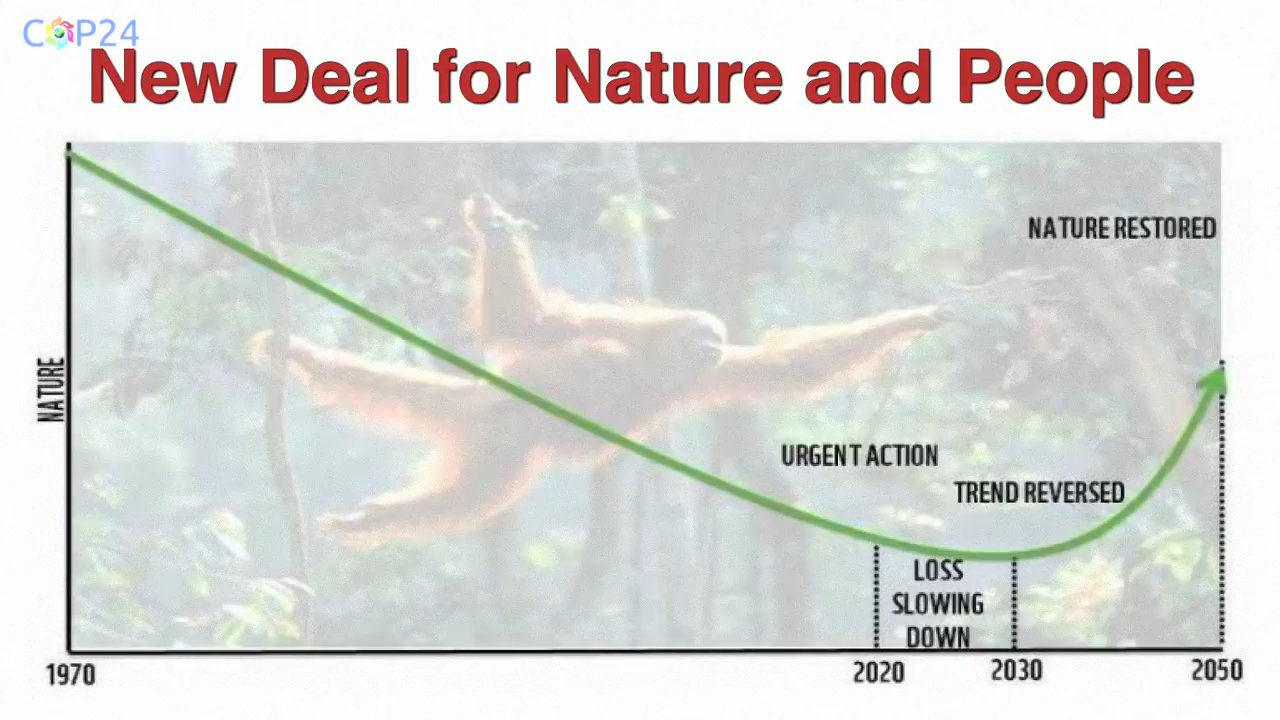 COP24
New Deal for Nature and People
NATURE RESTORED
NATURE
URGENT ACTION
TREND REVERSED
LOSS
SLOWING
DOWN
1970
2020
2030
2050